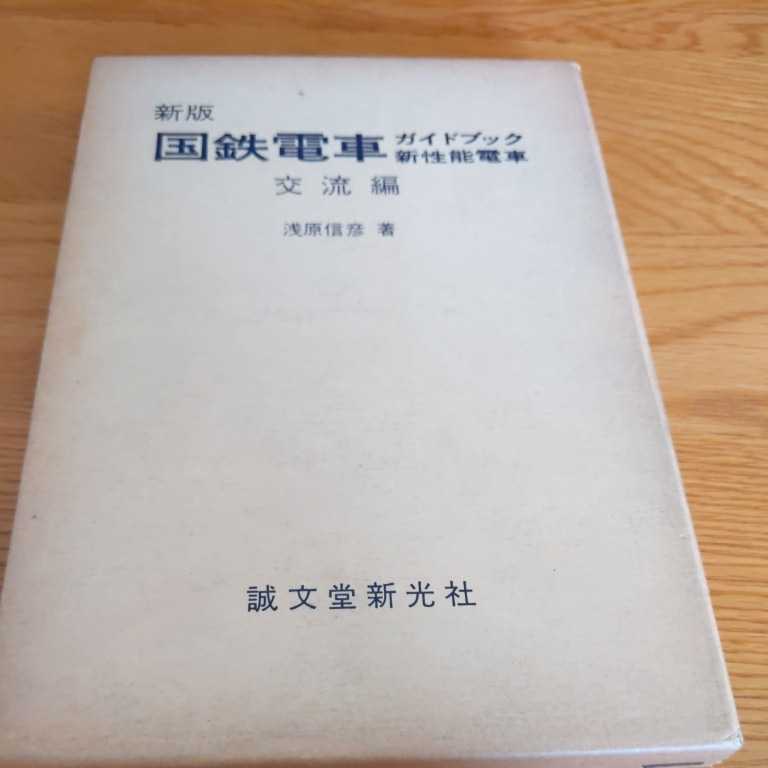 新版
国鉄電車 ガイドブック
新性能電車
交流編
浅原信彦 著
誠文堂新光社